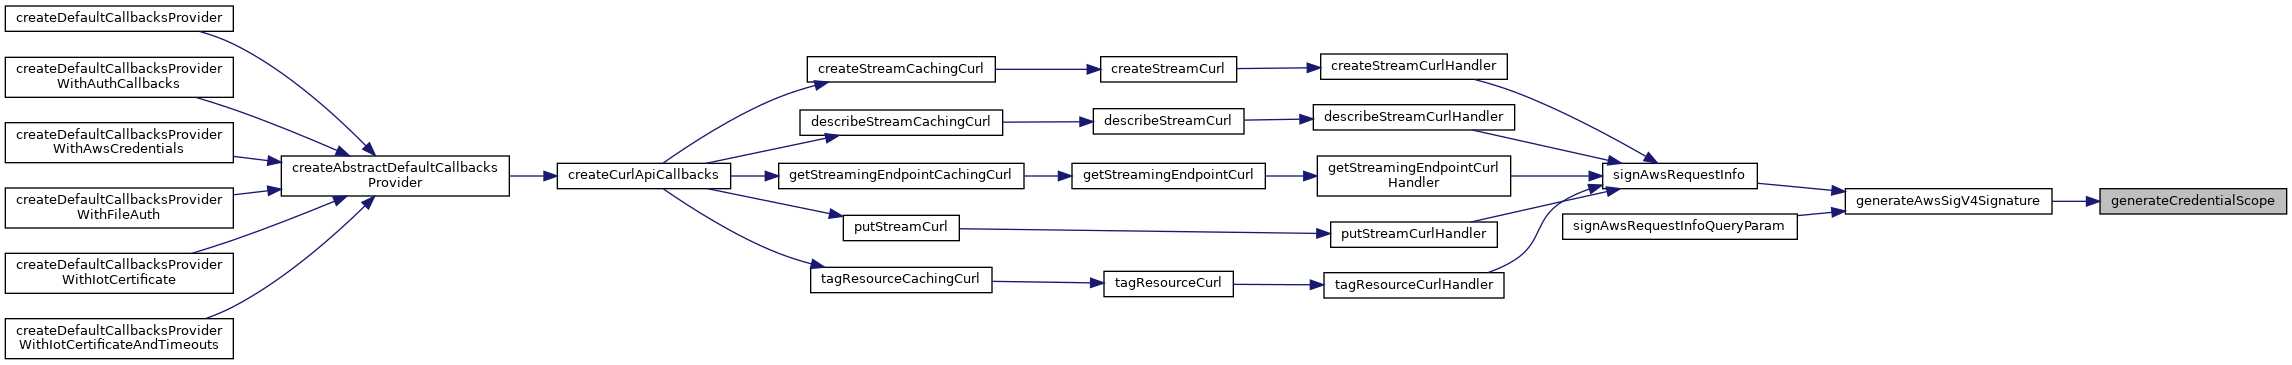 createDefaultCallbacksProvider
createDefaultCallbacksProvider
WithAuthCallbacks
createDefaultCallbacksProvider
WithAwsCredentials
createDefaultCallbacksProvider
WithFileAuth
createDefaultCallbacksProvider
WithIotCertificate
createDefaultCallbacksProvider
WithIotCertificateAndTimeouts
createAbstractDefaultCallbacks
Provider
createCurlApiCallbacks
createStreamCachingCurl
describeStreamCachingCurl
getStreamingEndpointCachingCurl
putStreamCurl
tagResourceCachingCurl
createStreamCurl
describeStreamCurl
getStreamingEndpointCurl
tagResourceCurl
createStreamCurlHandler
describeStreamCurlHandler
getStreamingEndpointCurl
Handler
putStreamCurlHandler
tagResourceCurlHandler
signAwsRequestInfo
signAwsRequestInfoQueryParam
generateAwsSigV4Signature
generateCredentialScope